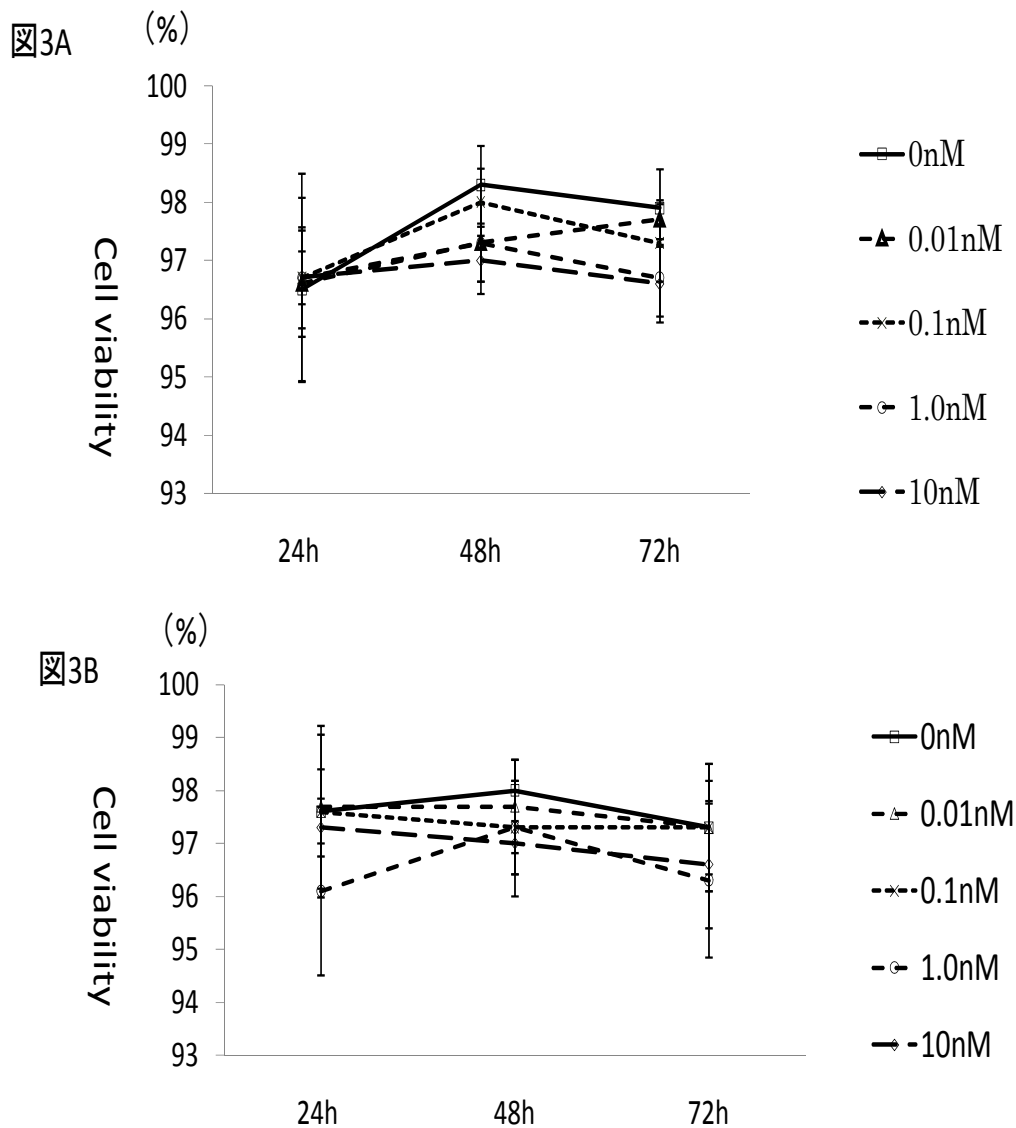 図3A
(%)
100
99
98
97
96
95
94
93
Cell viability
24h
48h
72h
0nM
0.01nM
0.1nM
1.0nM
10nM
図3B
(%)
100
99
98
97
96
95
94
93
Cell viability
24h
48h
72h
0nM
0.01nM
0.1nM
1.0nM
10nM